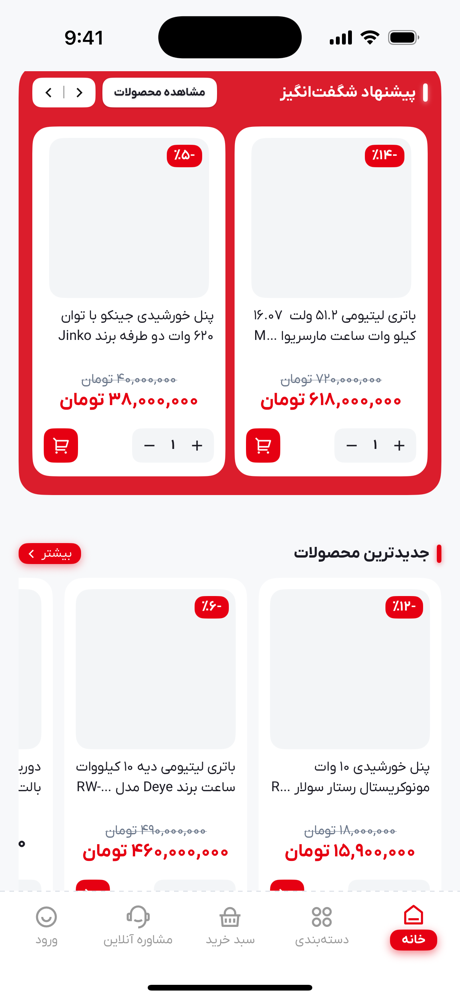 9:41
پیشنهاد شگفت‌انگیز
مشاهده محصولات
-۱۴٪
باتری لیتیومی ۵۱.۲ ولت ۱۶.۰۷
کیلو وات ساعت مارسریوا M...
۷۲۰,۰۰۰,۰۰۰ تومان
۶۱۸,۰۰۰,۰۰۰ تومان
+ ۱ −
-۵٪
پنل خورشیدی جینکو با توان
۶۲۰ وات دو طرفه برند Jinko
۴۰,۰۰۰,۰۰۰ تومان
۳۸,۰۰۰,۰۰۰ تومان
+ ۱ −
جدیدترین محصولات
بیشتر
-۱۲٪
پنل خورشیدی ۱۰ وات
مونوکریستال رستار سولار R...
۱۸,۰۰۰,۰۰۰ تومان
۱۵,۹۰۰,۰۰۰ تومان
-۶٪
باتری لیتیومی دیه ۱۰ کیلووات
ساعت برند Deye مدل RW-...
۴۹۰,۰۰۰,۰۰۰ تومان
۴۶۰,۰۰۰,۰۰۰ تومان
خانه
دسته‌بندی
سبد خرید
مشاوره آنلاین
ورود